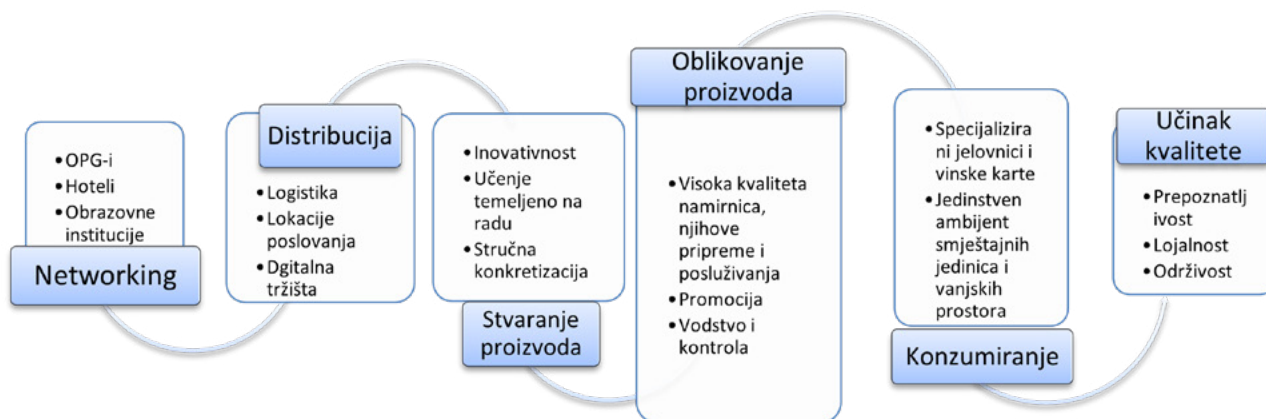 • OPG-i
• Hoteli
• Obrazovne
institucije
Networking
Distribucija
• Logistika
• Lokacije
poslovanja
• Dgitalna
tržišta
• Inovativnost
• Učenje
temeljeno na
radu
• Stručna
konkretizacija
Stvaranje
proizvoda
Oblikovanje
proizvoda
• Visoka kvaliteta
namirnica,
njihove
pripreme i
posluživanja
• Promocija
• Vodstvo i
kontrola
• Specijalizira
ni jelovnici i
vinske karte
• Jedinstven
ambijent
smještajnih
jedinica i
vanjskih
prostora
Konzumiranje
Učinak
kvalitete
• Prepoznatlj
ivost
• Lojalnost
• Održivost